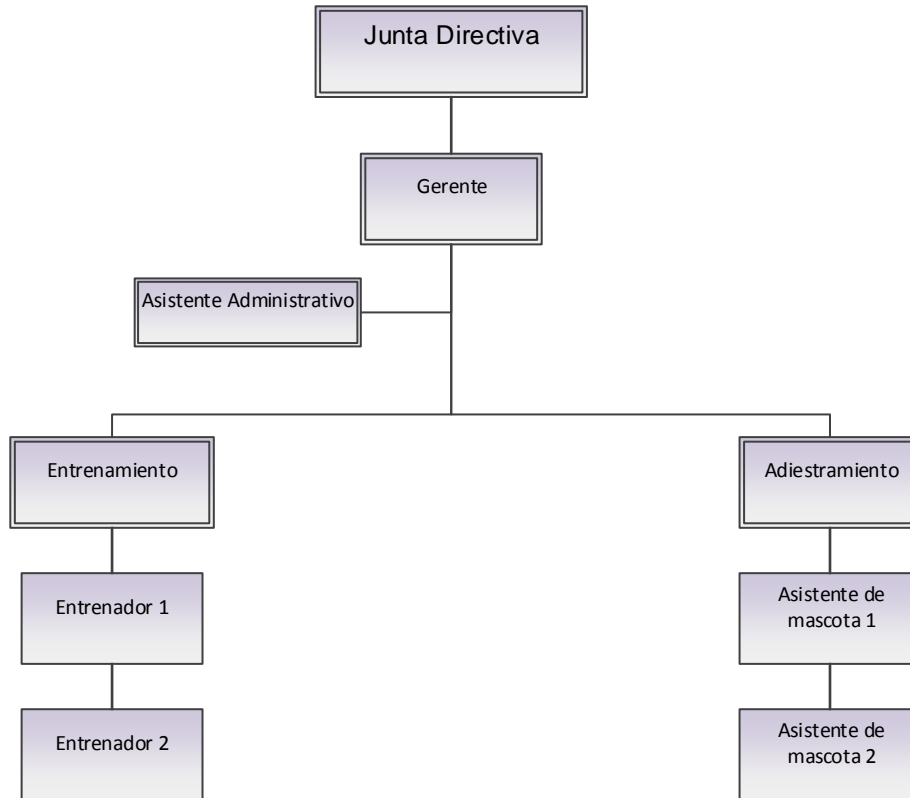 Junta Directiva
Gerente
Asistente Administrativo
Entrenamiento
Adiestramiento
Entrenador 1
Asistente de
mascota 1
Entrenador 2
Asistente de
mascota 2